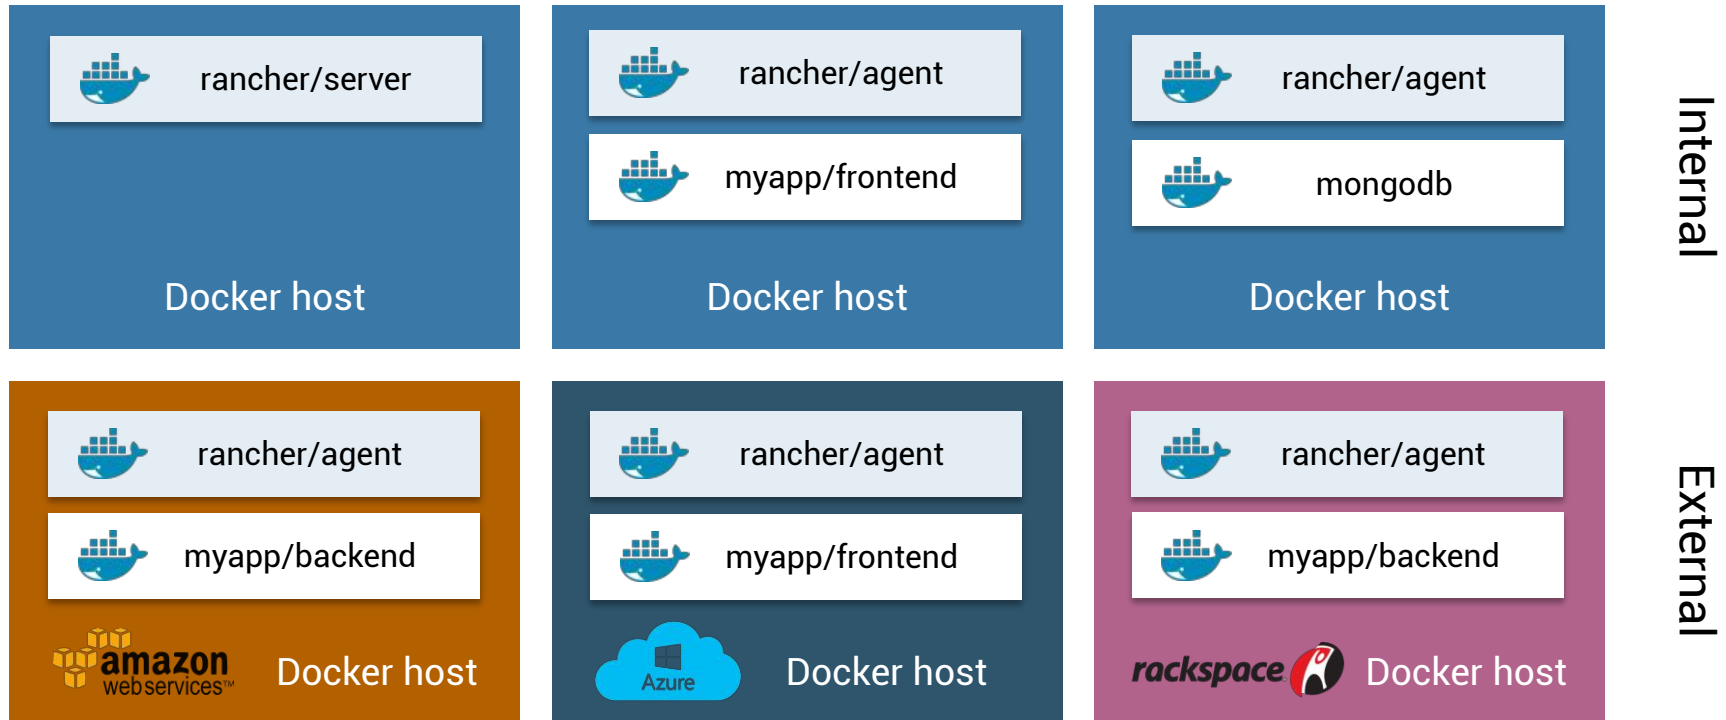 rancher/server
Docker host
rancher/agent
myapp/frontend
Docker host
rancher/agent
mongodb
Docker host
Internal
rancher/agent
myapp/backend
amazon
webservices™
Docker host
rancher/agent
myapp/frontend
Azure
Docker host
rancher/agent
myapp/backend
rackspace
Docker host
External